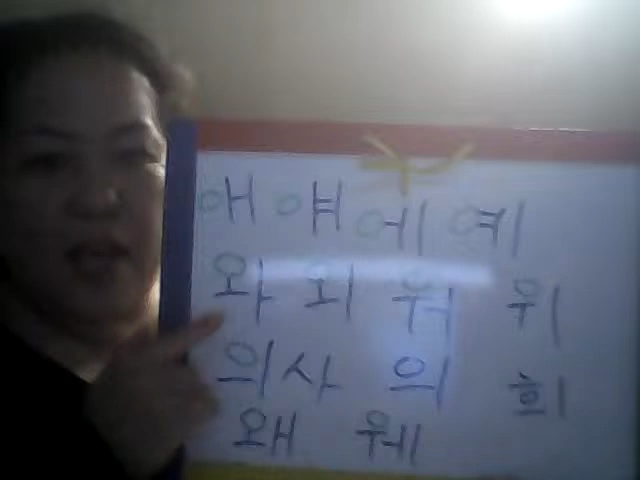 애 얘 에 예
와 외 워 위
의사 의 희
왜 웨